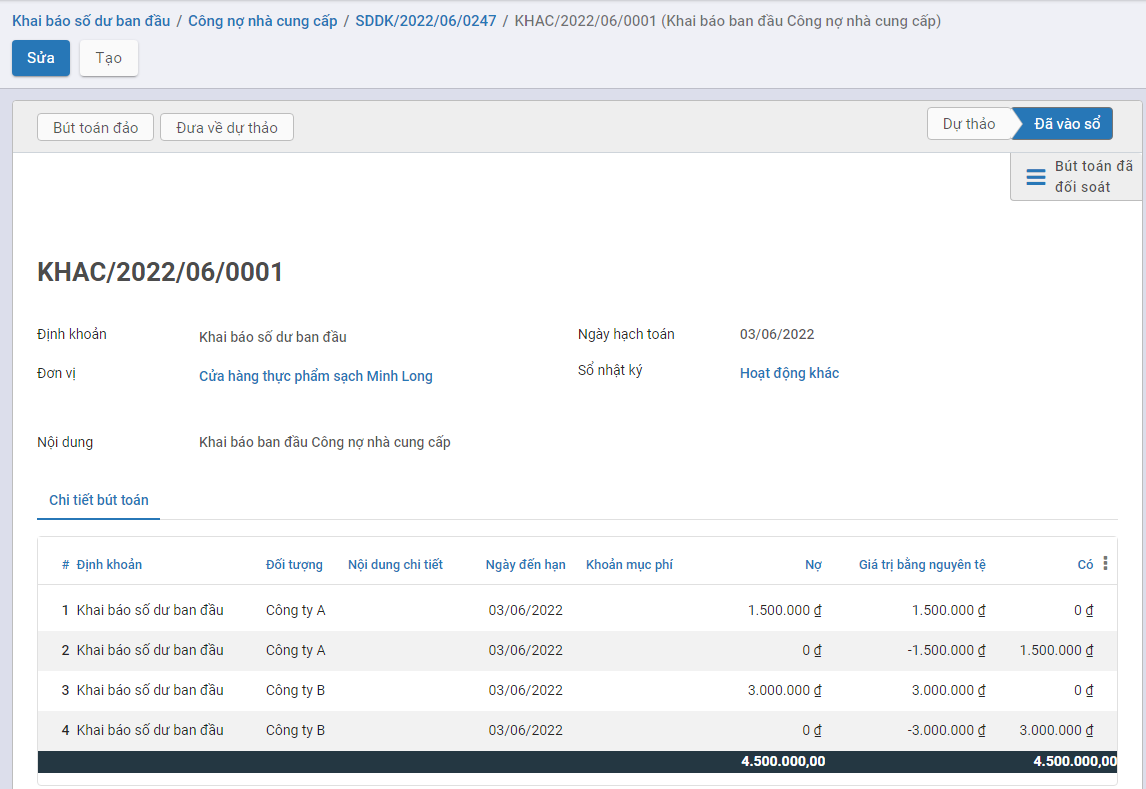 Khai báo số dư ban đầu / Công nợ nhà cung cấp / SDDK/2022/06/0247 / KHAC/2022/06/0001 (Khai báo ban đầu Công nợ nhà cung cấp)
Sửa Tạo
Bút toán đảo Đưa về dự thảo Dự thảo Đã vào sổ
Bút toán đã
đối soát
KHAC/2022/06/0001
Định khoản Khai báo số dư ban đầu Ngày hạch toán 03/06/2022
Đơn vị Cửa hàng thực phẩm sạch Minh Long Sổ nhật ký Hoạt động khác
Nội dung Khai báo ban đầu Công nợ nhà cung cấp
Chi tiết bút toán
# Định khoản Đối tượng Nội dung chi tiết Ngày đến hạn Khoản mục phí Nợ Giá trị bằng nguyên tệ Có
1 Khai báo số dư ban đầu Công ty A 03/06/2022 1.500.000 ₫ 1.500.000 ₫ 0 ₫
2 Khai báo số dư ban đầu Công ty A 03/06/2022 0 ₫ -1.500.000 ₫ 1.500.000 ₫
3 Khai báo số dư ban đầu Công ty B 03/06/2022 3.000.000 ₫ 3.000.000 ₫ 0 ₫
4 Khai báo số dư ban đầu Công ty B 03/06/2022 0 ₫ -3.000.000 ₫ 3.000.000 ₫
4.500.000,00 4.500.000,00